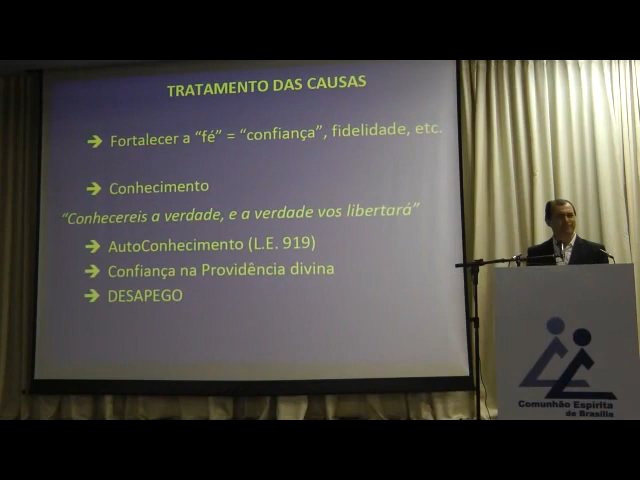 TRATAMENTO DAS CAUSAS
➔ Fortalecer a “fé” = “confiança”, fidelidade, etc.
➔ Conhecimento
“Conhecereis a verdade, e a verdade vos libertará”
➔ AutoConhecimento (L.E. 919)
➔ Confiança na Providência divina
➔ DESAPEGO
Comunhão Espírita
de Brasília